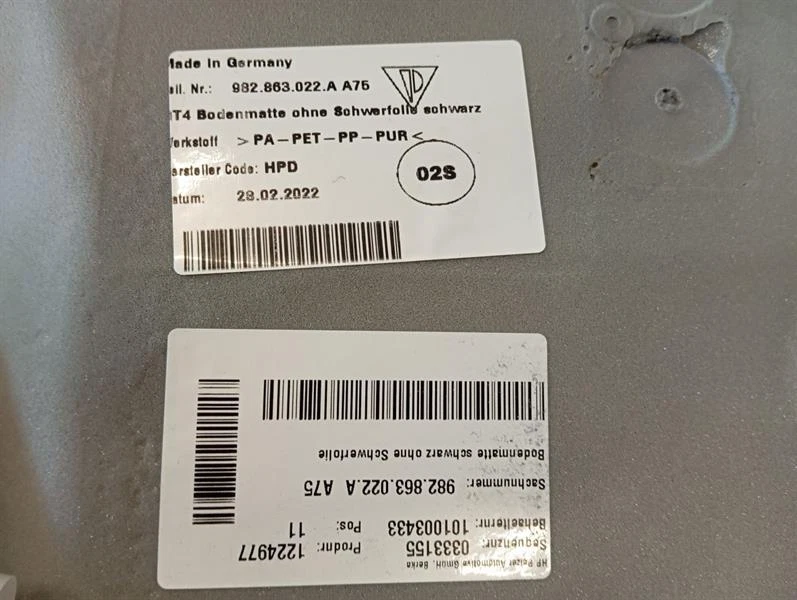 Made In Germany
eil. Nr.: 982.863.022.A A75
T4 Bodenmatte ohne Schwerfolie schwarz
Werkstoff >PA-PET-PP-PUR<
ersteller Code: HPD
02S
atum: 28.02.2022
HP Pelzer Automotive GmbH, Berka
Sequenznr: 0333155 Prodnr: 1224977
Behaelternr: 101003433 Pos: 11
Sachnummer: 982.863.022.A A75
Bodenmatte schwarz ohne Schwerfolie